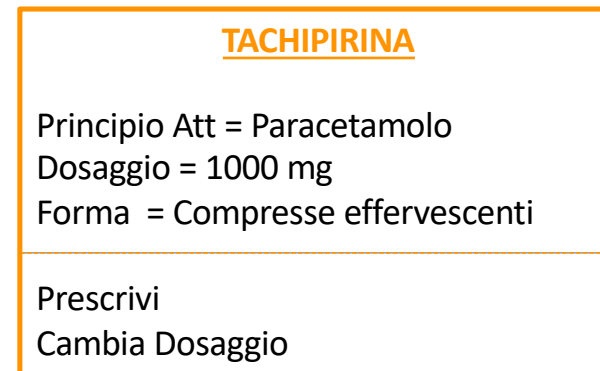 TACHIPIRINA
Principio Att = Paracetamolo
Dosaggio = 1000 mg
Forma = Compresse effervescenti
Prescrivi
Cambia Dosaggio